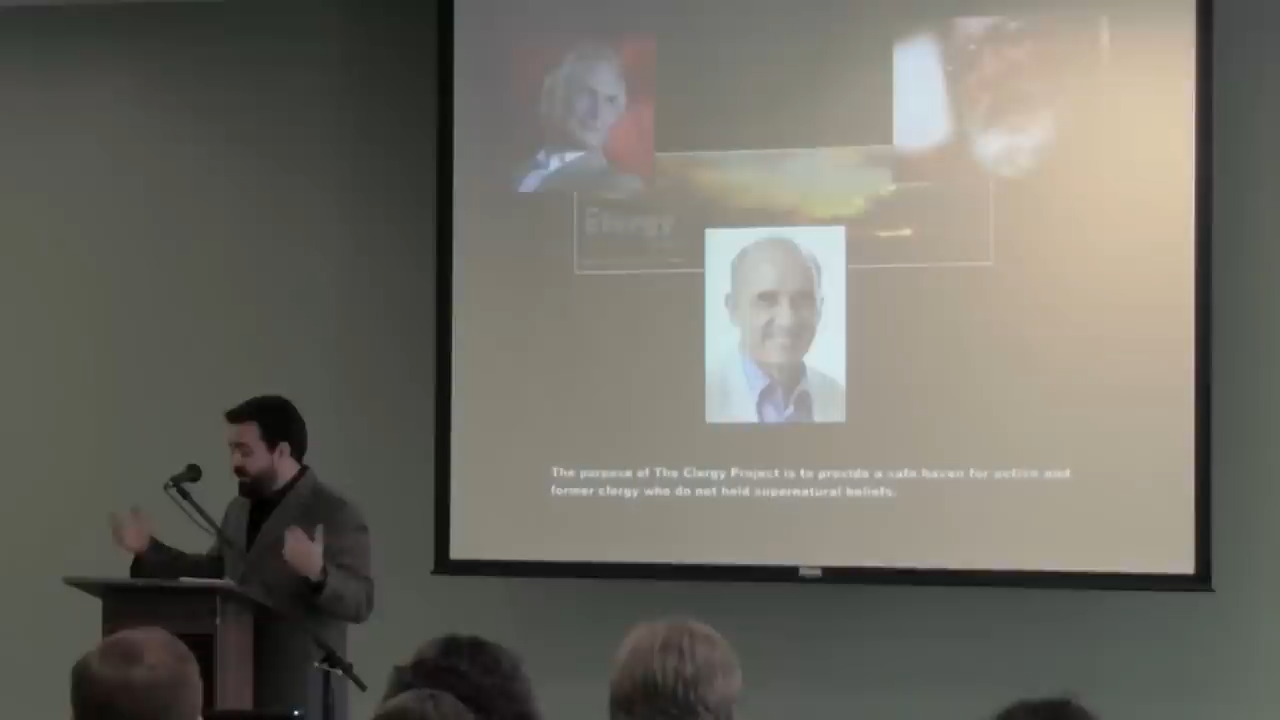 Clergy
The purpose of The Clergy Project is to provide a safe haven for active and
former clergy who do not hold supernatural beliefs.